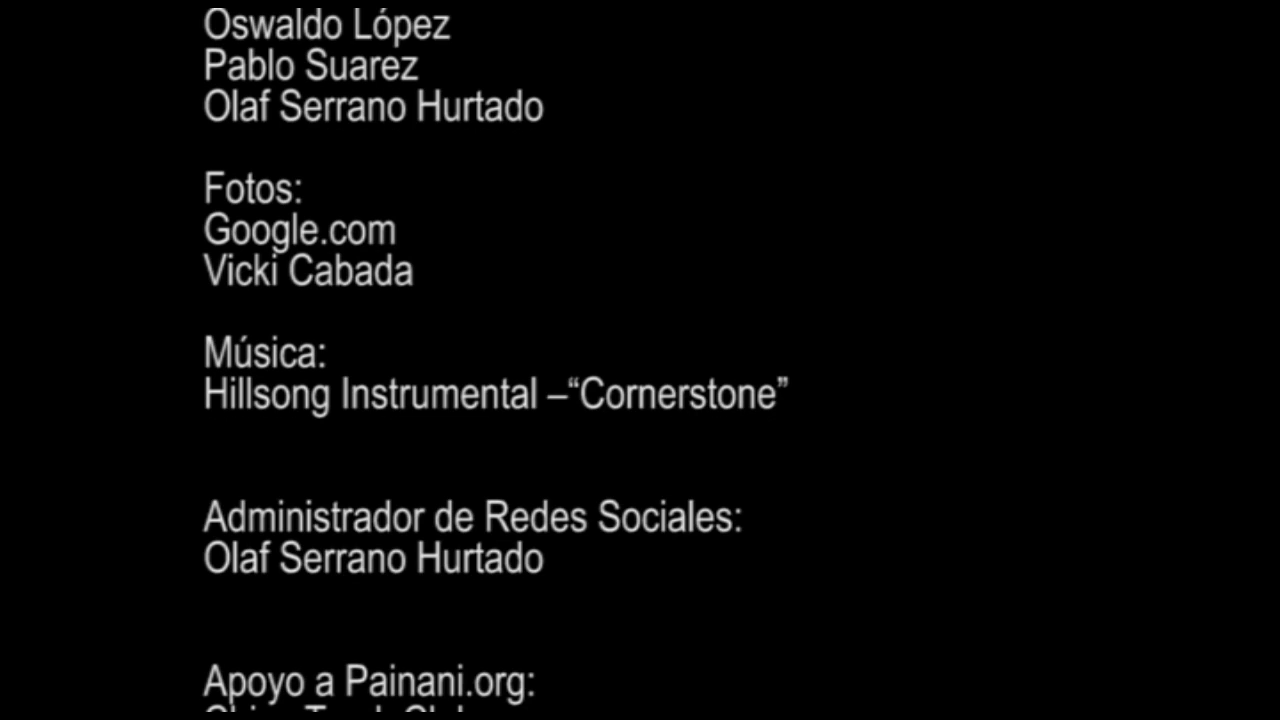 Oswaldo López
Pablo Suarez
Olaf Serrano Hurtado
Fotos:
Google.com
Vicki Cabada
Música:
Hillsong Instrumental –“Cornerstone”
Administrador de Redes Sociales:
Olaf Serrano Hurtado
Apoyo a Painani.org: